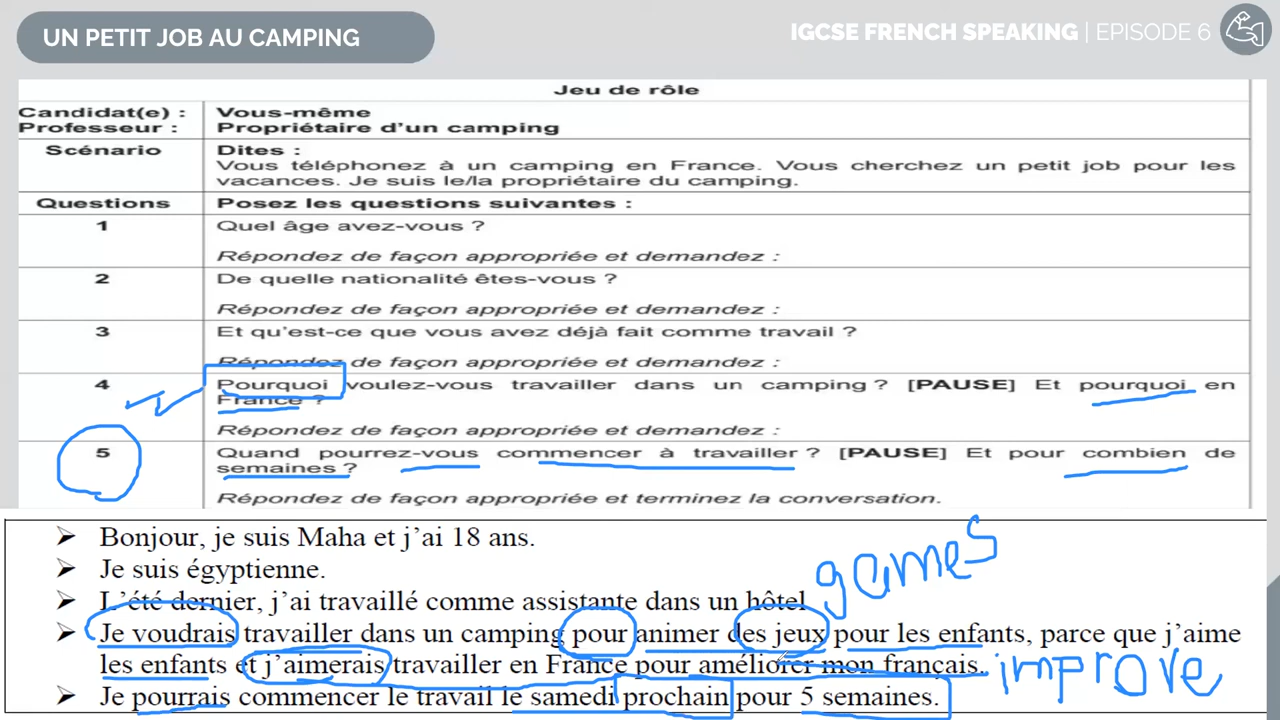 UN PETIT JOB AU CAMPING
IGCSE FRENCH SPEAKING | EPISODE 6
Jeu de rôle
Candidat(e) : Vous-même
Professeur : Propriétaire d'un camping
Scénario Dites :
Vous téléphonez à un camping en France. Vous cherchez un petit job pour les
vacances. Je suis le/la propriétaire du camping.
Questions Posez les questions suivantes :
1 Quel âge avez-vous ?
Répondez de façon appropriée et demandez :
2 De quelle nationalité êtes-vous ?
Répondez de façon appropriée et demandez :
3 Et qu'est-ce que vous avez déjà fait comme travail ?
Répondez de façon appropriée et demandez :
4 Pourquoi voulez-vous travailler dans un camping ? [PAUSE] Et pourquoi en
France ?
Répondez de façon appropriée et demandez :
5 Quand pourrez-vous commencer à travailler ? [PAUSE] Et pour combien de
semaines ?
Répondez de façon appropriée et terminez la conversation.
➢ Bonjour, je suis Maha et j'ai 18 ans.
➢ Je suis égyptienne.
games
➢ L'été dernier, j'ai travaillé comme assistante dans un hôtel
➢ Je voudrais travailler dans un camping pour animer des jeux pour les enfants, parce que j'aime
les enfants et j'aimerais travailler en France pour améliorer mon français.
improve
➢ Je pourrais commencer le travail le samedi prochain pour 5 semaines.